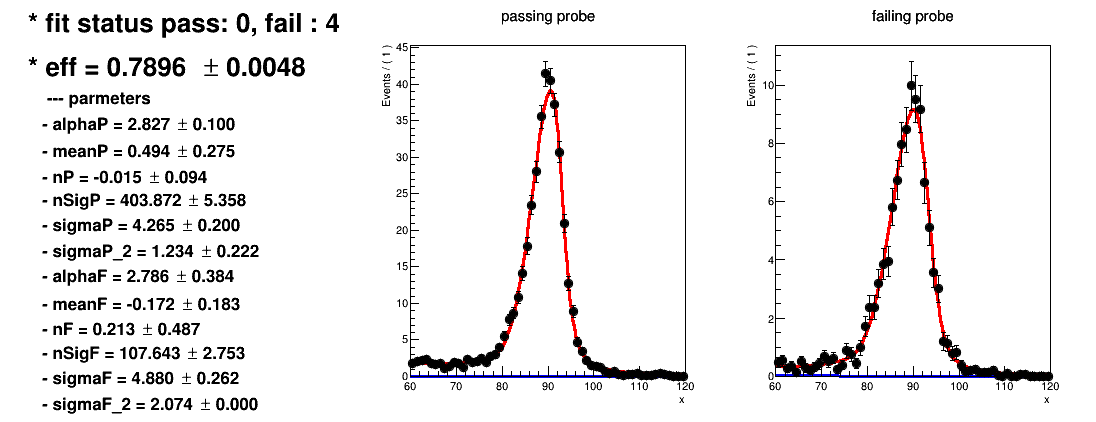 * fit status pass: 0, fail : 4
* eff = 0.7896 ± 0.0048
--- parmeters
- alphaP = 2.827 ± 0.100
- meanP = 0.494 ± 0.275
- nP = -0.015 ± 0.094
- nSigP = 403.872 ± 5.358
- sigmaP = 4.265 ± 0.200
- sigmaP_2 = 1.234 ± 0.222
- alphaF = 2.786 ± 0.384
- meanF = -0.172 ± 0.183
- nF = 0.213 ± 0.487
- nSigF = 107.643 ± 2.753
- sigmaF = 4.880 ± 0.262
- sigmaF_2 = 2.074 ± 0.000
passing probe
Events / ( 1 )
45
40
35
30
25
20
15
10
5
0
60 70 80 90 100 110 120
x
failing probe
Events / ( 1 )
10
8
6
4
2
0
60 70 80 90 100 110 120
x